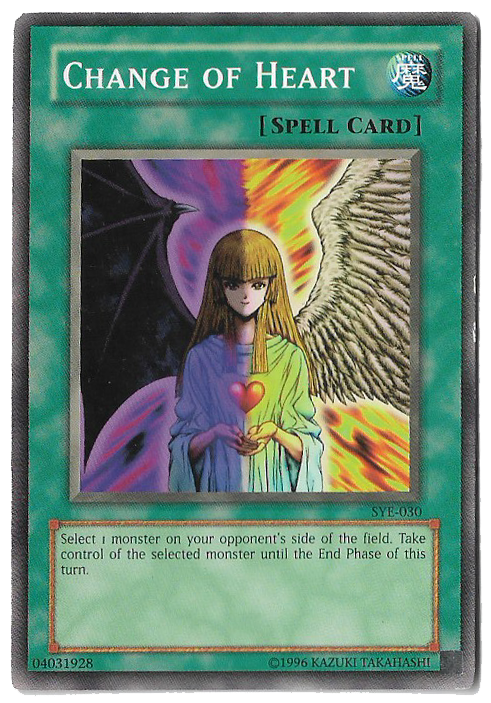 CHANGE OF HEART
SPELL
魔
[SPELL CARD]
SYE-030
Select 1 monster on your opponent's side of the field. Take
control of the selected monster until the End Phase of this
turn.
04031928
©1996 KAZUKI TAKAHASHI